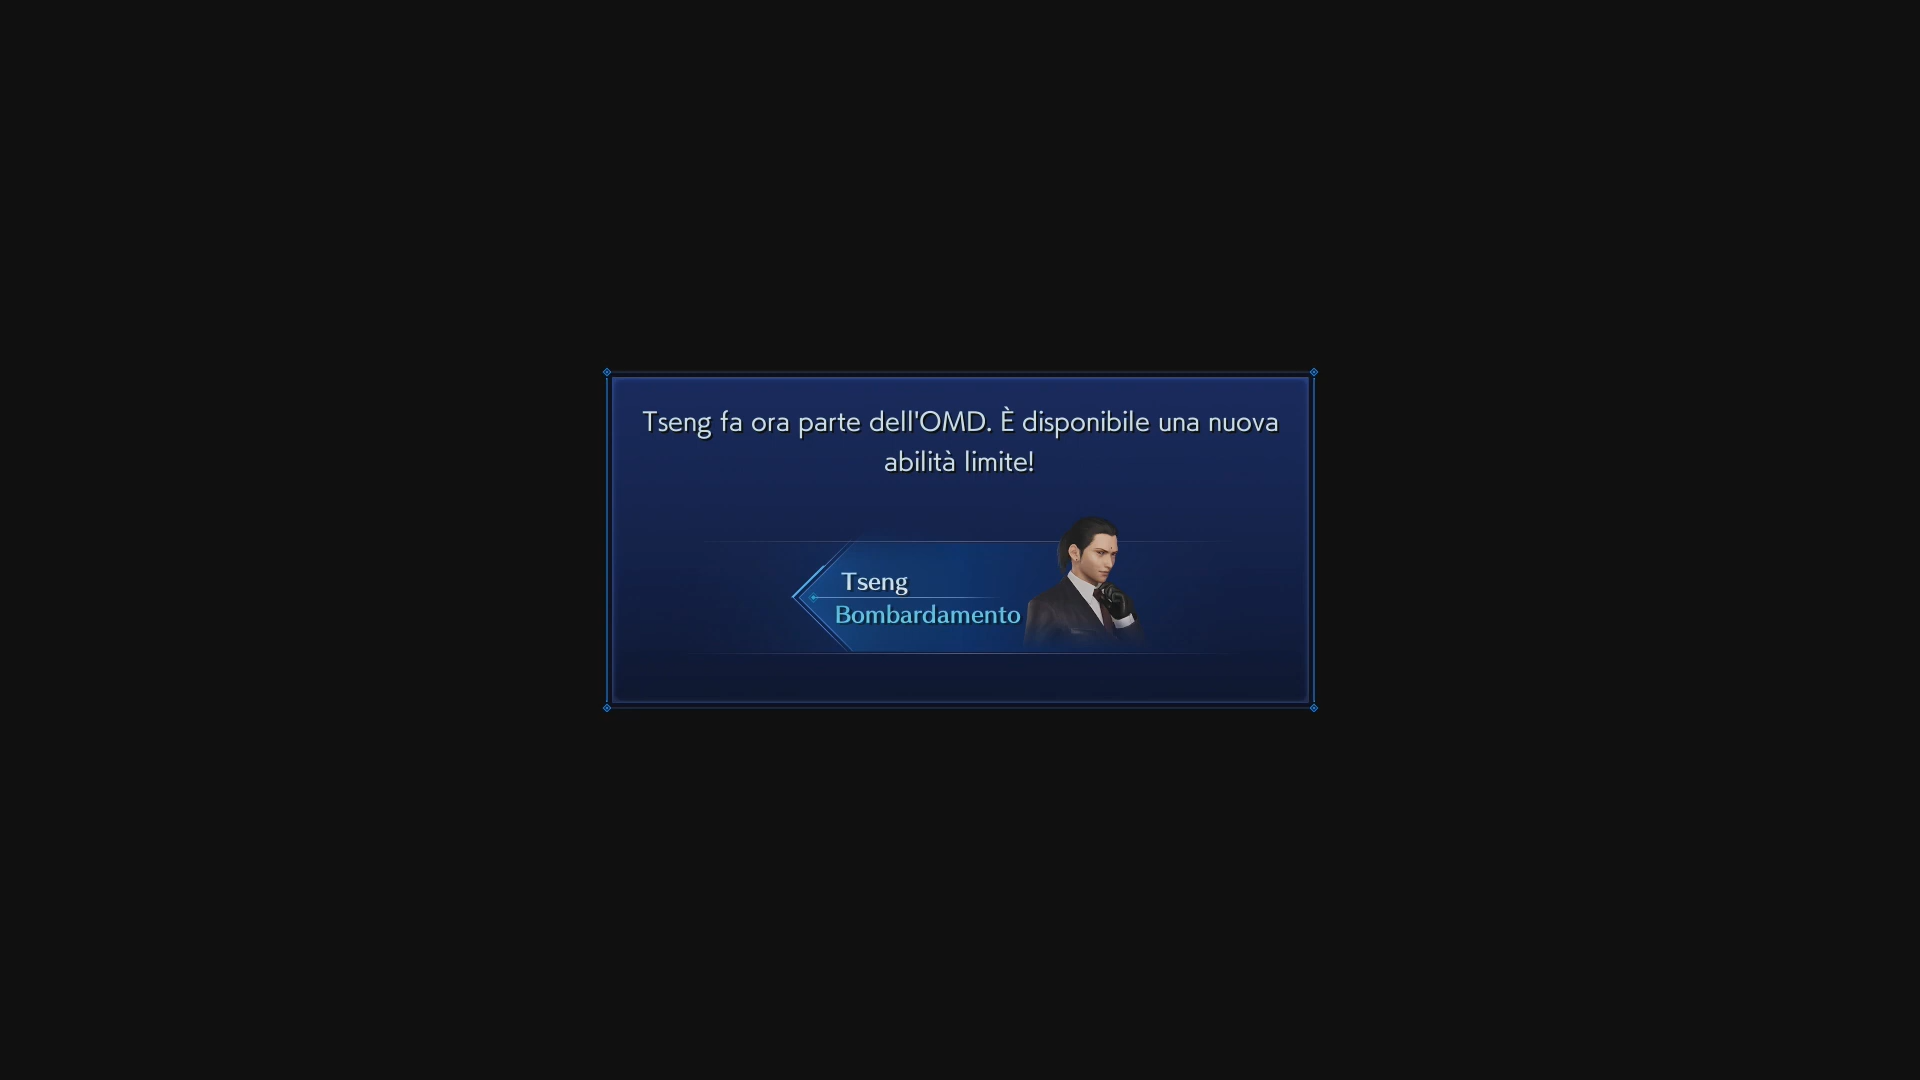 Tseng fa ora parte dell'OMD. È disponibile una nuova
abilità limite!
Tseng
Bombardamento